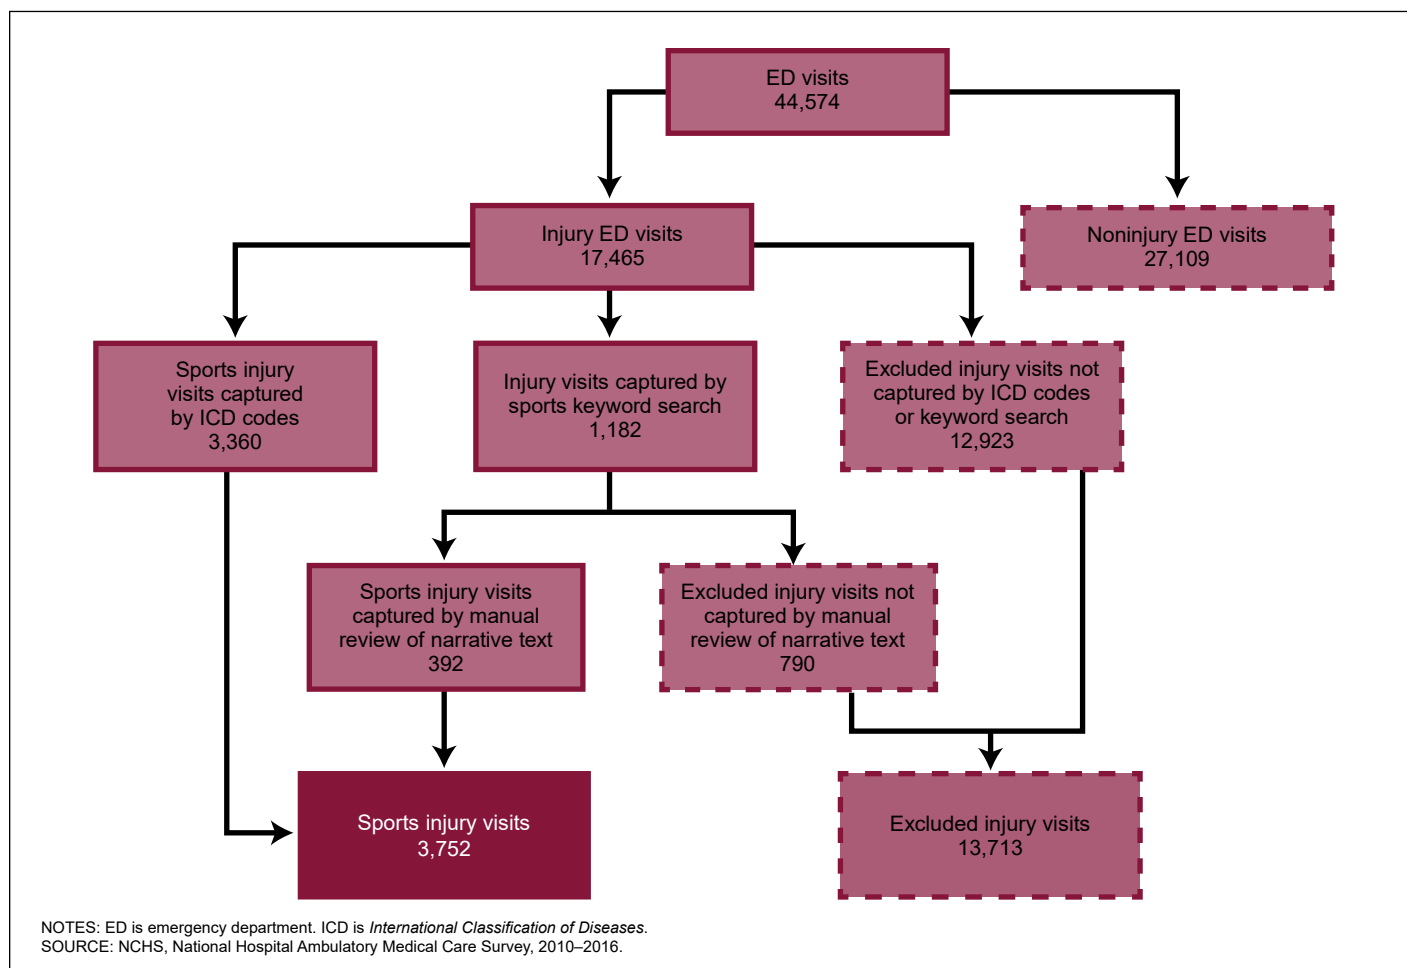 ED visits
44,574
Injury ED visits
17,465
Noninjury ED visits
27,109
Sports injury
visits captured
by ICD codes
3,360
Injury visits captured by
sports keyword search
1,182
Excluded injury visits not
captured by ICD codes
or keyword search
12,923
Sports injury visits
captured by manual
review of narrative text
392
Excluded injury visits not
captured by manual
review of narrative text
790
Sports injury visits
3,752
Excluded injury visits
13,713
NOTES: ED is emergency department. ICD is International Classification of Diseases.
SOURCE: NCHS, National Hospital Ambulatory Medical Care Survey, 2010–2016.